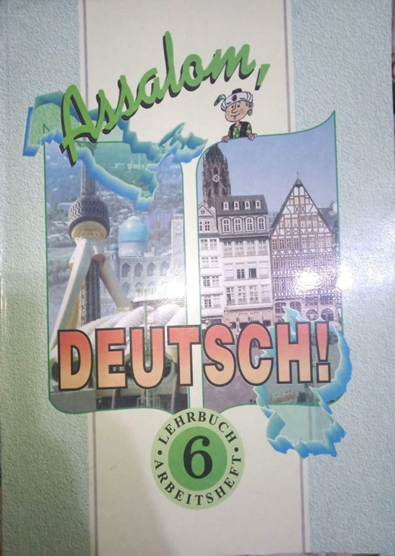 Assalom,
DEUTSCH!
• LEHRBUCH •
6
ARBEITSHEFT